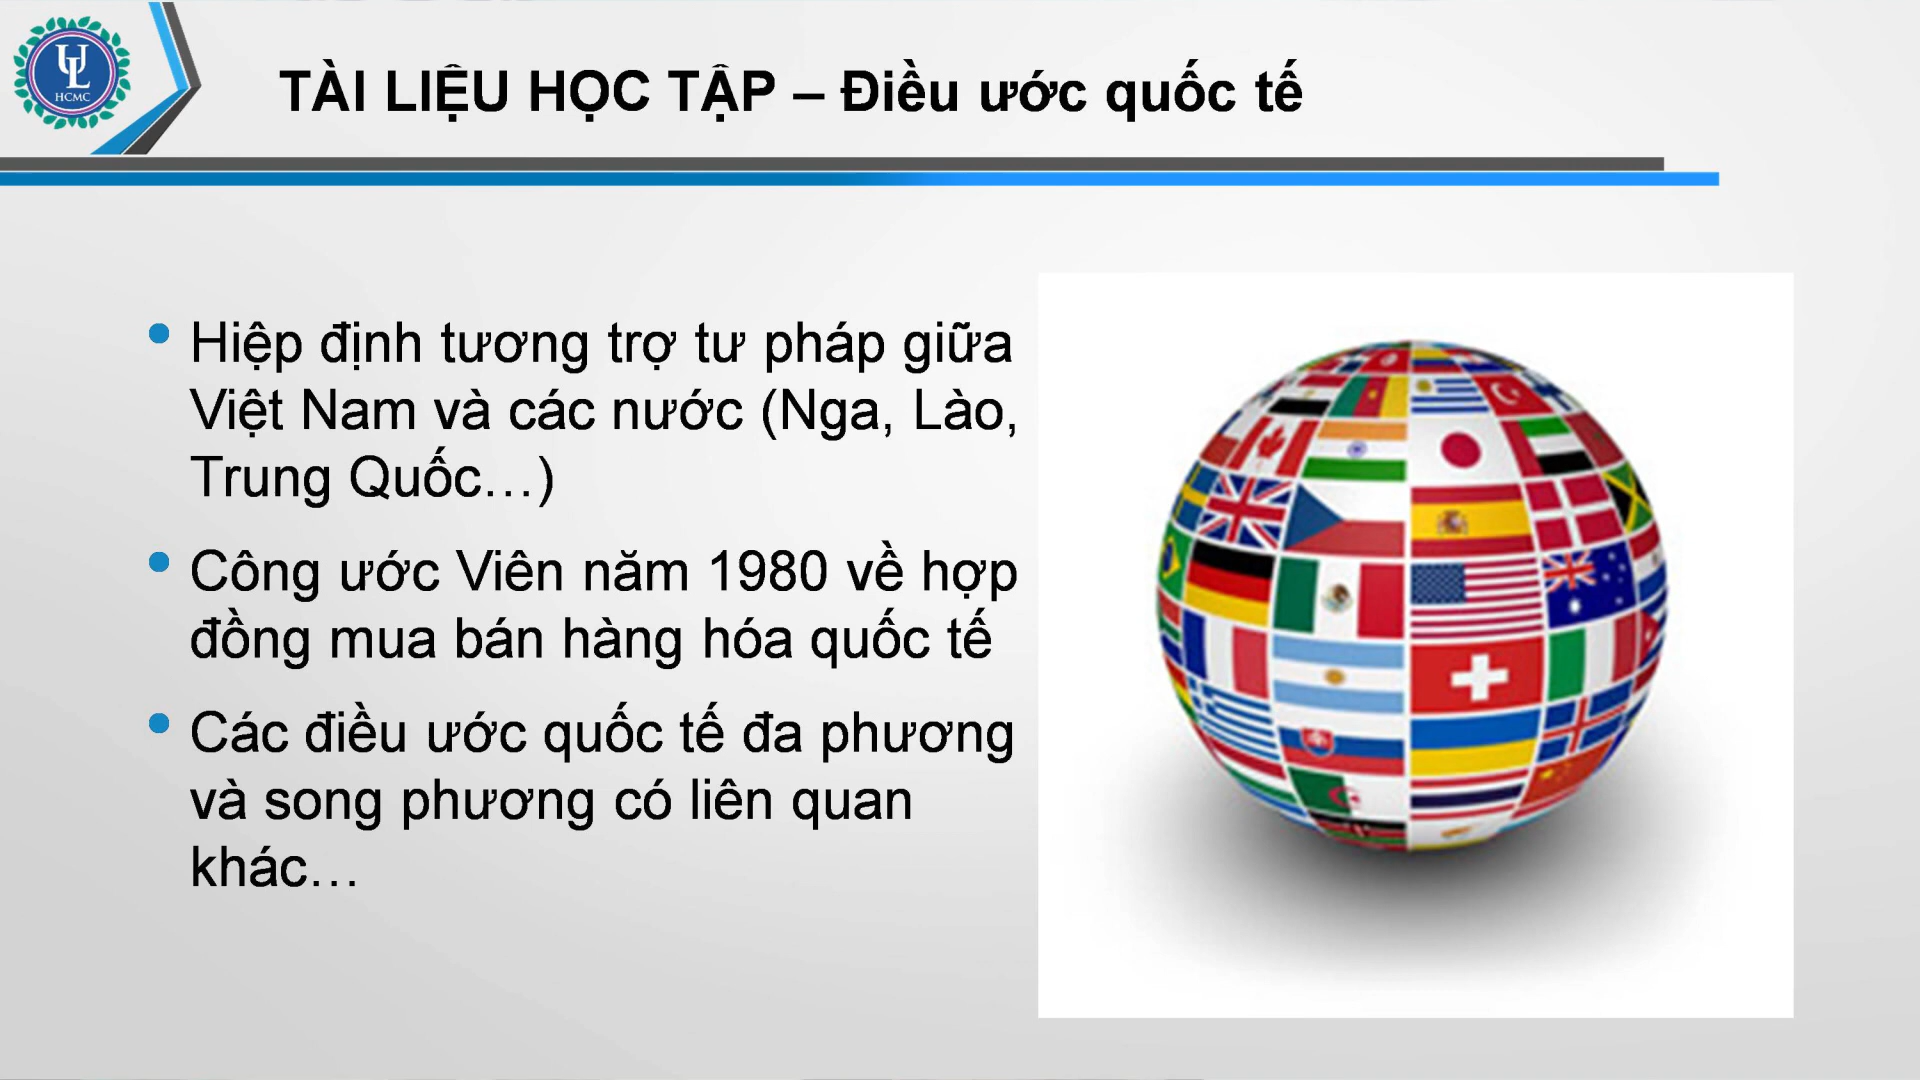 UL
HCMC
TÀI LIỆU HỌC TẬP – Điều ước quốc tế
Hiệp định tương trợ tư pháp giữa
Việt Nam và các nước (Nga, Lào,
Trung Quốc…)
Công ước Viên năm 1980 về hợp
đồng mua bán hàng hóa quốc tế
Các điều ước quốc tế đa phương
và song phương có liên quan
khác…